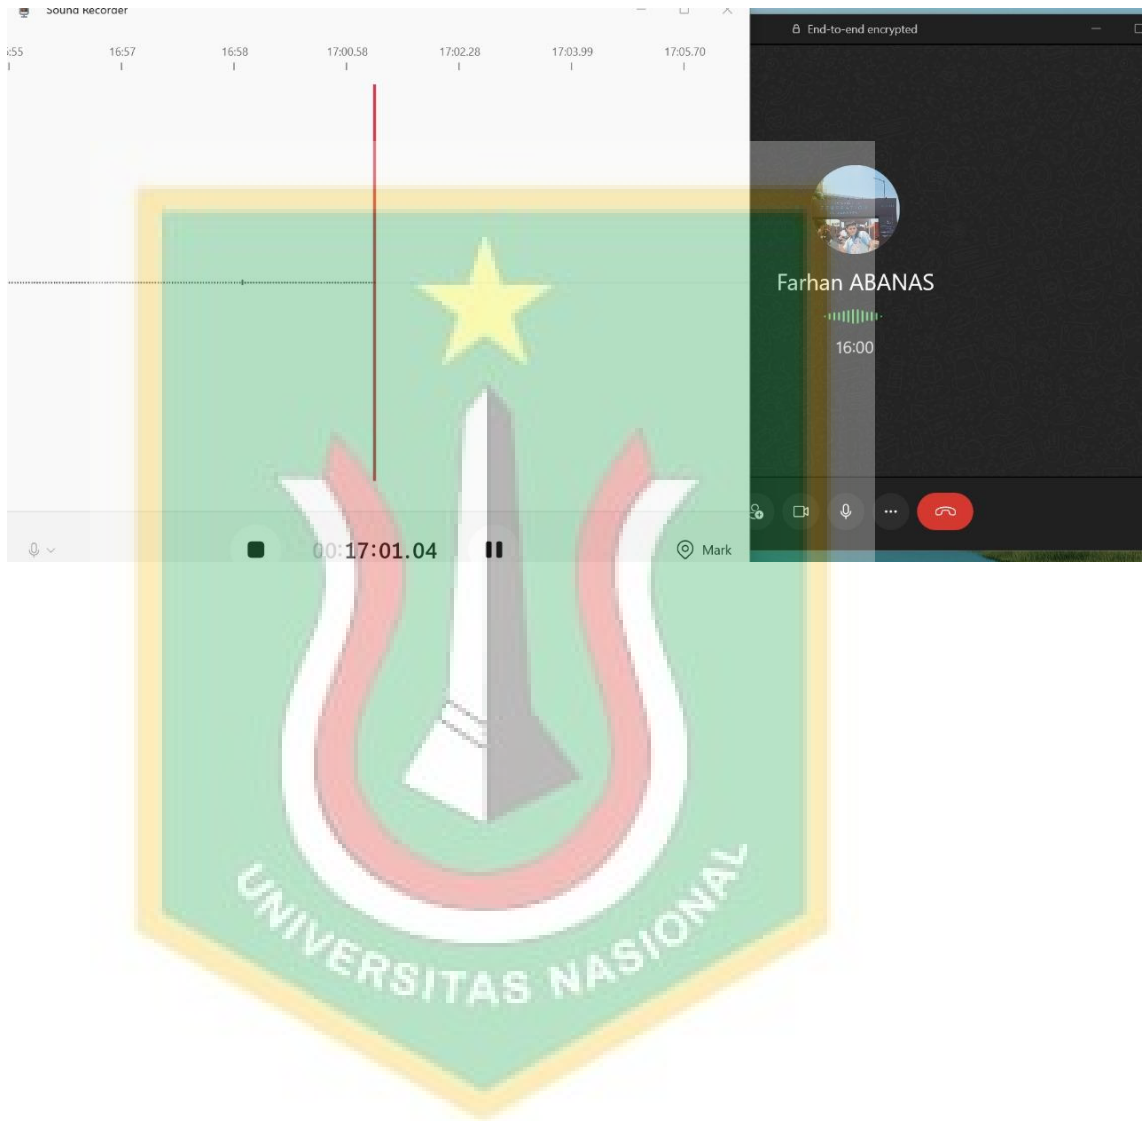 Sound Recorder
16:57
16:58
17:00.58
17:02.28
17:03.99
17:05.70
00:17:01.04
Mark
End-to-end encrypted
Farhan ABANAS
16:00
UNIVERSITAS NASIONAL